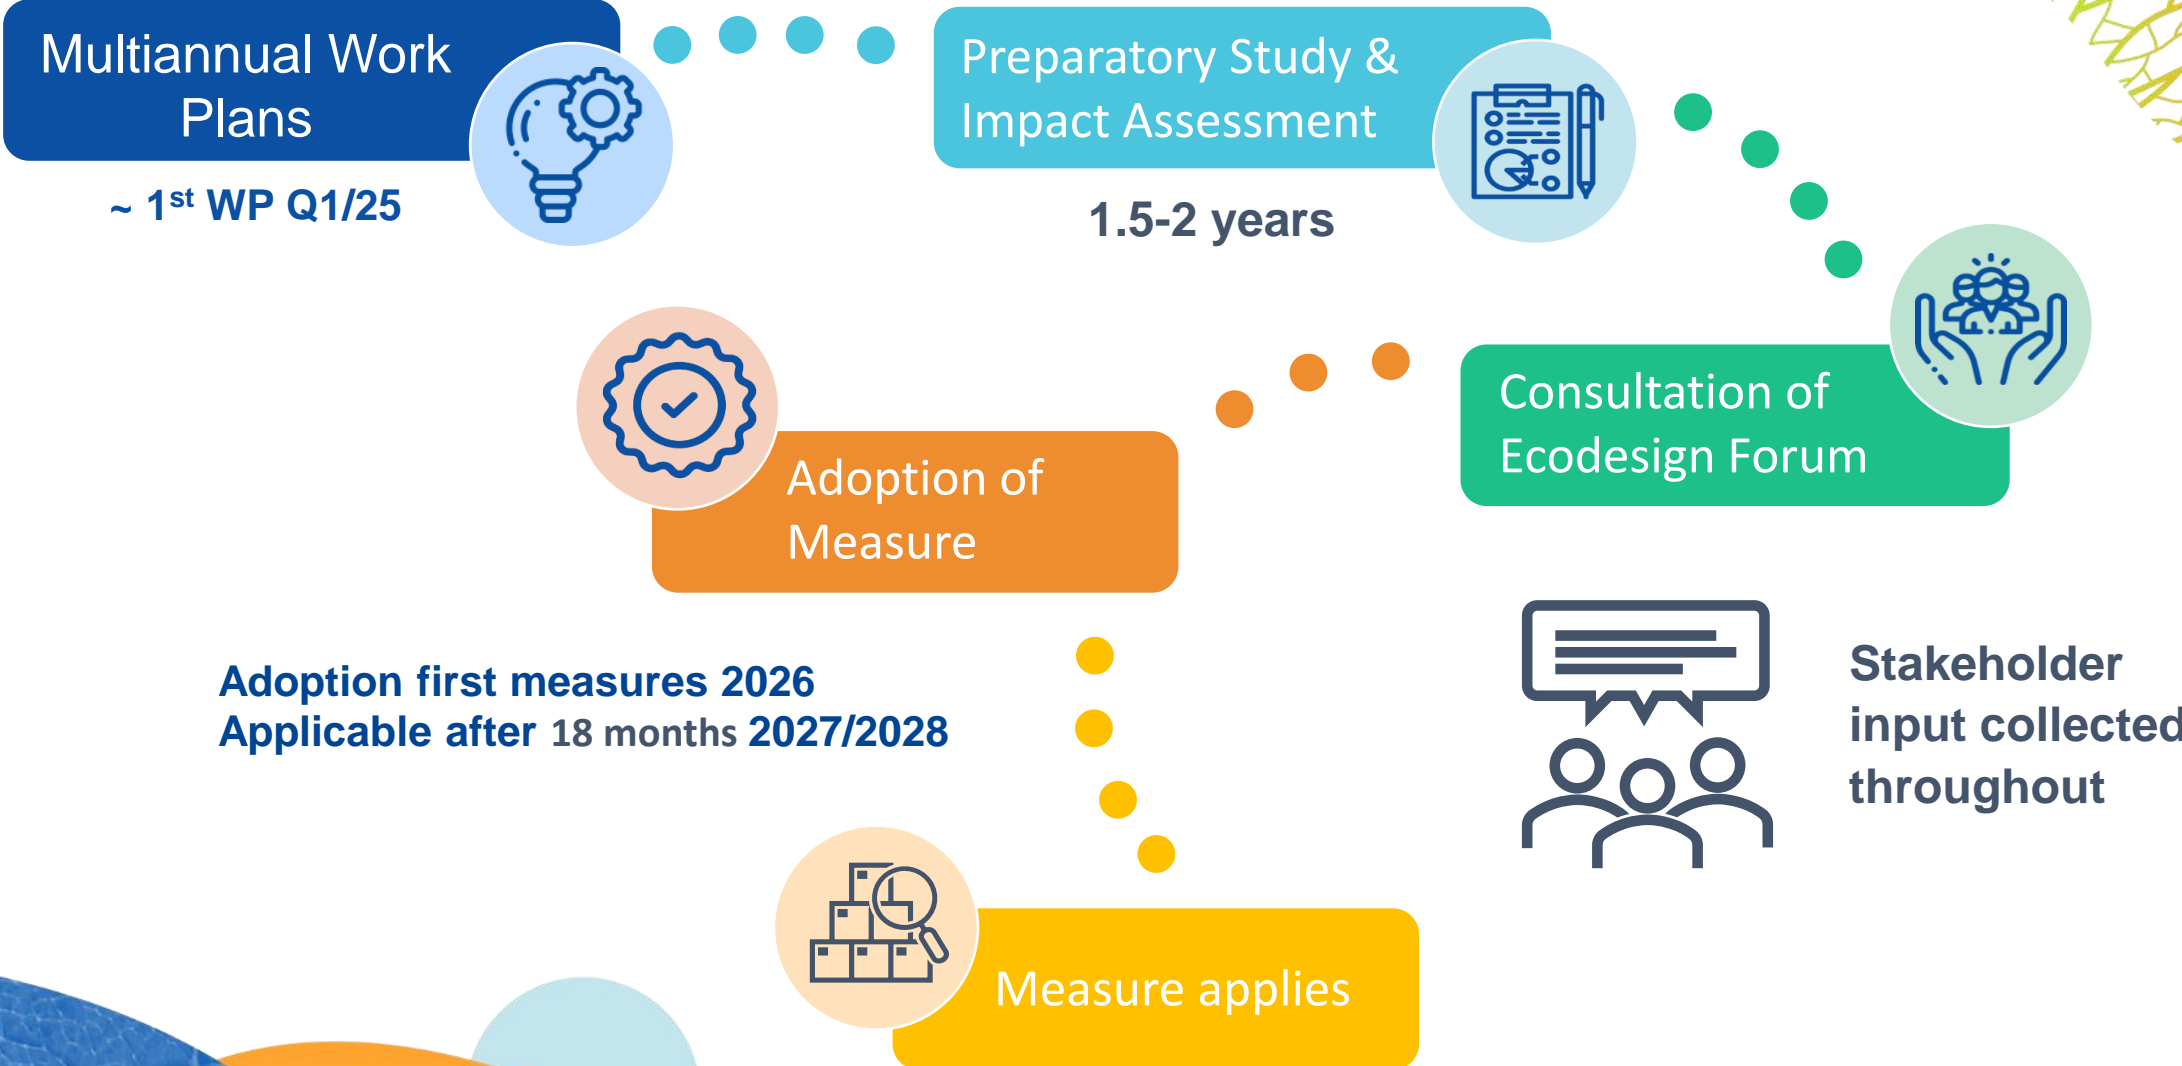 Multiannual Work
Plans
~ 1st WP Q1/25
Preparatory Study &
Impact Assessment
1.5-2 years
Consultation of
Ecodesign Forum
Adoption of
Measure
Adoption first measures 2026
Applicable after 18 months 2027/2028
Stakeholder
input collected
throughout
Measure applies